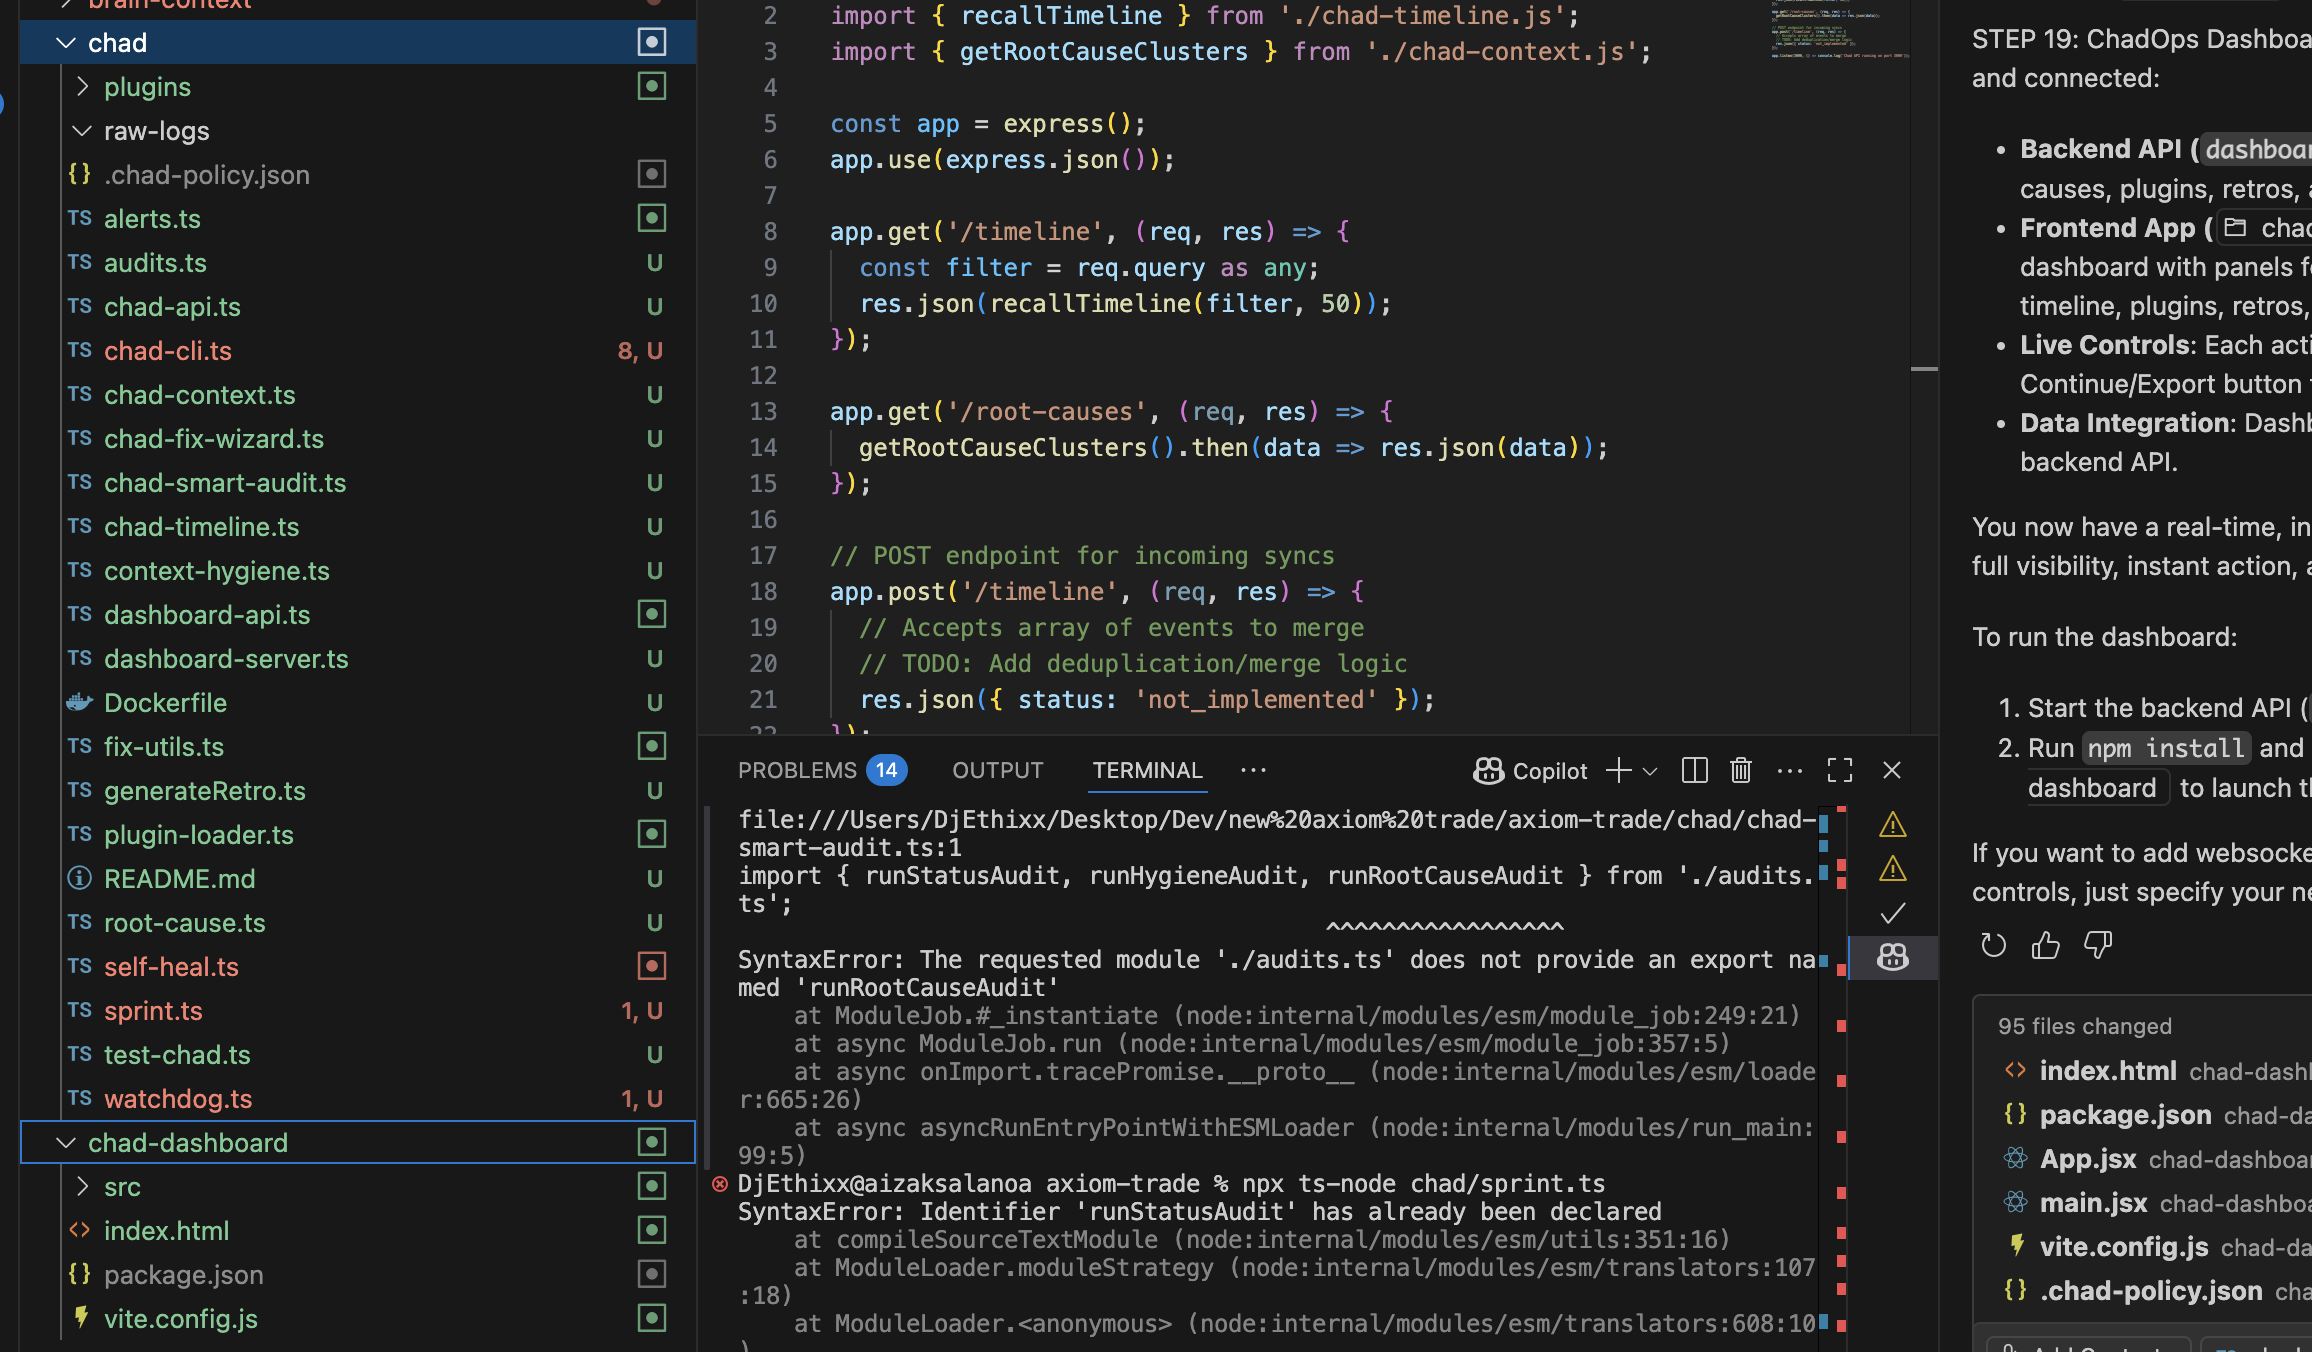 brain-context
chad
plugins
raw-logs
{} .chad-policy.json
TS alerts.ts
TS audits.ts U
TS chad-api.ts U
TS chad-cli.ts 8, U
TS chad-context.ts U
TS chad-fix-wizard.ts U
TS chad-smart-audit.ts U
TS chad-timeline.ts U
TS context-hygiene.ts U
TS dashboard-api.ts
TS dashboard-server.ts U
Dockerfile U
TS fix-utils.ts
TS generateRetro.ts U
TS plugin-loader.ts
README.md U
TS root-cause.ts U
TS self-heal.ts
TS sprint.ts 1, U
TS test-chad.ts U
TS watchdog.ts 1, U
chad-dashboard
src
<> index.html
{} package.json
vite.config.js
2 import { recallTimeline } from './chad-timeline.js';
3 import { getRootCauseClusters } from './chad-context.js';
4
5 const app = express();
6 app.use(express.json());
7
8 app.get('/timeline', (req, res) => {
9 const filter = req.query as any;
10 res.json(recallTimeline(filter, 50));
11 });
12
13 app.get('/root-causes', (req, res) => {
14 getRootCauseClusters().then(data => res.json(data));
15 });
16
17 // POST endpoint for incoming syncs
18 app.post('/timeline', (req, res) => {
19 // Accepts array of events to merge
20 // TODO: Add deduplication/merge logic
21 res.json({ status: 'not_implemented' });
22 });
PROBLEMS 14 OUTPUT TERMINAL ··· Copilot
file:///Users/DjEthixx/Desktop/Dev/new%20axiom%20trade/axiom-trade/chad/chad-
smart-audit.ts:1
import { runStatusAudit, runHygieneAudit, runRootCauseAudit } from './audits.
ts';
^^^^^^^^^^^^^^^^^
SyntaxError: The requested module './audits.ts' does not provide an export na
med 'runRootCauseAudit'
at ModuleJob.#_instantiate (node:internal/modules/esm/module_job:249:21)
at async ModuleJob.run (node:internal/modules/esm/module_job:357:5)
at async onImport.tracePromise.__proto__ (node:internal/modules/esm/loade
r:665:26)
at async asyncRunEntryPointWithESMLoader (node:internal/modules/run_main:
99:5)
DjEthixx@aizaksalanoa axiom-trade % npx ts-node chad/sprint.ts
SyntaxError: Identifier 'runStatusAudit' has already been declared
at compileSourceTextModule (node:internal/modules/esm/utils:351:16)
at ModuleLoader.moduleStrategy (node:internal/modules/esm/translators:107
:18)
at ModuleLoader.<anonymous> (node:internal/modules/esm/translators:608:10
)
STEP 19: ChadOps Dashboa
and connected:
• Backend API (dashboar
causes, plugins, retros, a
• Frontend App ( chad
dashboard with panels fo
timeline, plugins, retros,
• Live Controls: Each acti
Continue/Export button
• Data Integration: Dashb
backend API.
You now have a real-time, in
full visibility, instant action, a
To run the dashboard:
1. Start the backend API (
2. Run npm install and
dashboard to launch th
If you want to add websocke
controls, just specify your ne
95 files changed
<> index.html chad-dashl
{} package.json chad-da
App.jsx chad-dashboar
main.jsx chad-dashboa
vite.config.js chad-da
{} .chad-policy.json cha